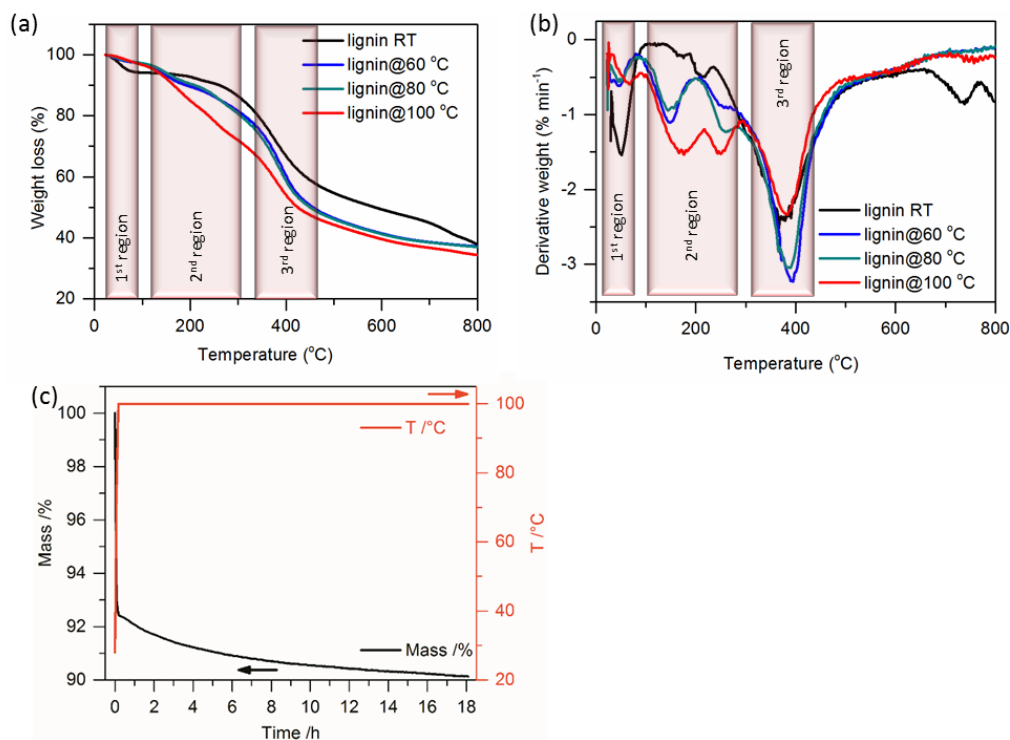 (a)
lignin RT
lignin@60 °C
lignin@80 °C
lignin@100 °C
1st region
2nd region
3rd region
100
80
60
40
20
0 200 400 600 800
Weight loss (%)
Temperature (°C)
(b)
0
-1
-2
-3
1st region
2nd region
3rd region
lignin RT
lignin@60 °C
lignin@80 °C
lignin@100 °C
0 200 400 600 800
Derivative weight (% min-1)
Temperature (°C)
(c)
100
98
96
94
92
90
Mass /%
T /°C
Mass /%
100
80
60
40
20
T /°C
0 2 4 6 8 10 12 14 16 18
Time /h